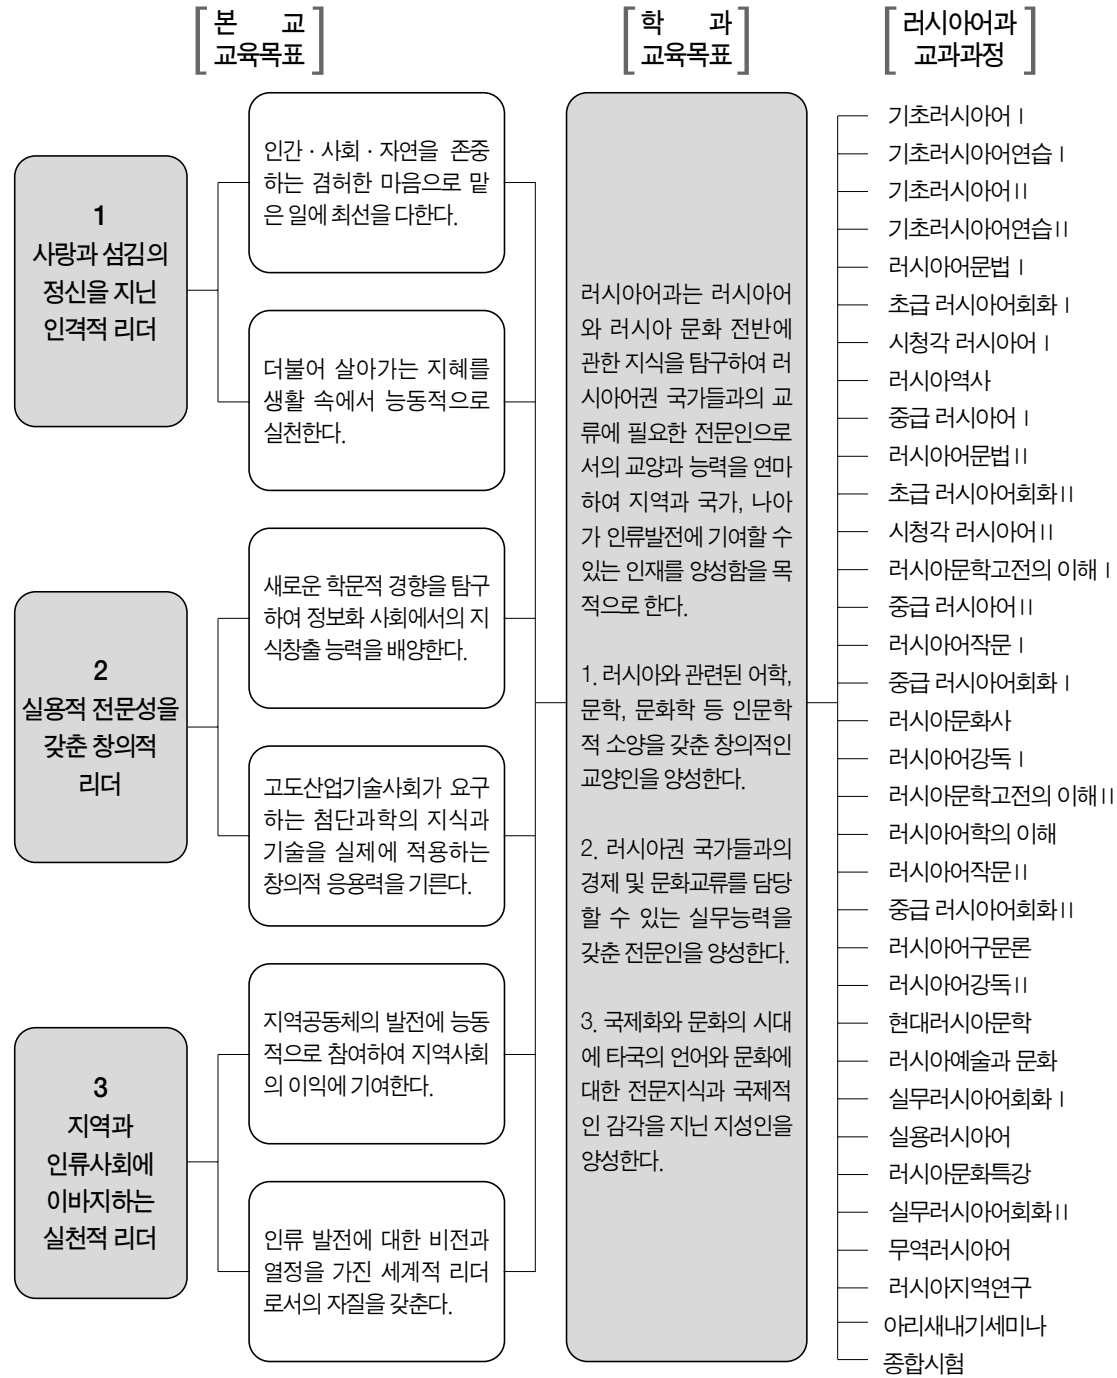 본 교
교육목표
학 과
교육목표
러시아어과
교과과정
1
사랑과 섬김의
정신을 지닌
인격적 리더
2
실용적 전문성을
갖춘 창의적
리더
3
지역과
인류사회에
이바지하는
실천적 리더
인간 · 사회 · 자연을 존중
하는 겸허한 마음으로 맡
은 일에 최선을 다한다.
더불어 살아가는 지혜를
생활 속에서 능동적으로
실천한다.
새로운 학문적 경향을 탐구
하여 정보화 사회에서의 지
식창출 능력을 배양한다.
고도산업기술사회가 요구
하는 첨단과학의 지식과
기술을 실제에 적용하는
창의적 응용력을 기른다.
지역공동체의 발전에 능동
적으로 참여하여 지역사회
의 이익에 기여한다.
인류 발전에 대한 비전과
열정을 가진 세계적 리더
로서의 자질을 갖춘다.
러시아어과는 러시아어
와 러시아 문화 전반에
관한 지식을 탐구하여 러
시아어권 국가들과의 교
류에 필요한 전문인으로
서의 교양과 능력을 연마
하여 지역과 국가, 나아
가 인류발전에 기여할 수
있는 인재를 양성함을 목
적으로 한다.
1. 러시아와 관련된 어학,
문학, 문화학 등 인문학
적 소양을 갖춘 창의적인
교양인을 양성한다.
2. 러시아권 국가들과의
경제 및 문화교류를 담당
할 수 있는 실무능력을
갖춘 전문인을 양성한다.
3. 국제화와 문화의 시대
에 타국의 언어와 문화에
대한 전문지식과 국제적
인 감각을 지닌 지성인을
양성한다.
기초러시아어Ⅰ
기초러시아어연습Ⅰ
기초러시아어Ⅱ
기초러시아어연습Ⅱ
러시아어문법Ⅰ
초급 러시아어회화Ⅰ
시청각 러시아어Ⅰ
러시아역사
중급 러시아어Ⅰ
러시아어문법Ⅱ
초급 러시아어회화Ⅱ
시청각 러시아어Ⅱ
러시아문학고전의 이해Ⅰ
중급 러시아어Ⅱ
러시아어작문Ⅰ
중급 러시아어회화Ⅰ
러시아문화사
러시아어강독Ⅰ
러시아문학고전의 이해Ⅱ
러시아어학의 이해
러시아어작문Ⅱ
중급 러시아어회화Ⅱ
러시아어구문론
러시아어강독Ⅱ
현대러시아문학
러시아예술과 문화
실무러시아어회화Ⅰ
실용러시아어
러시아문화특강
실무러시아어회화Ⅱ
무역러시아어
러시아지역연구
아리새내기세미나
종합시험